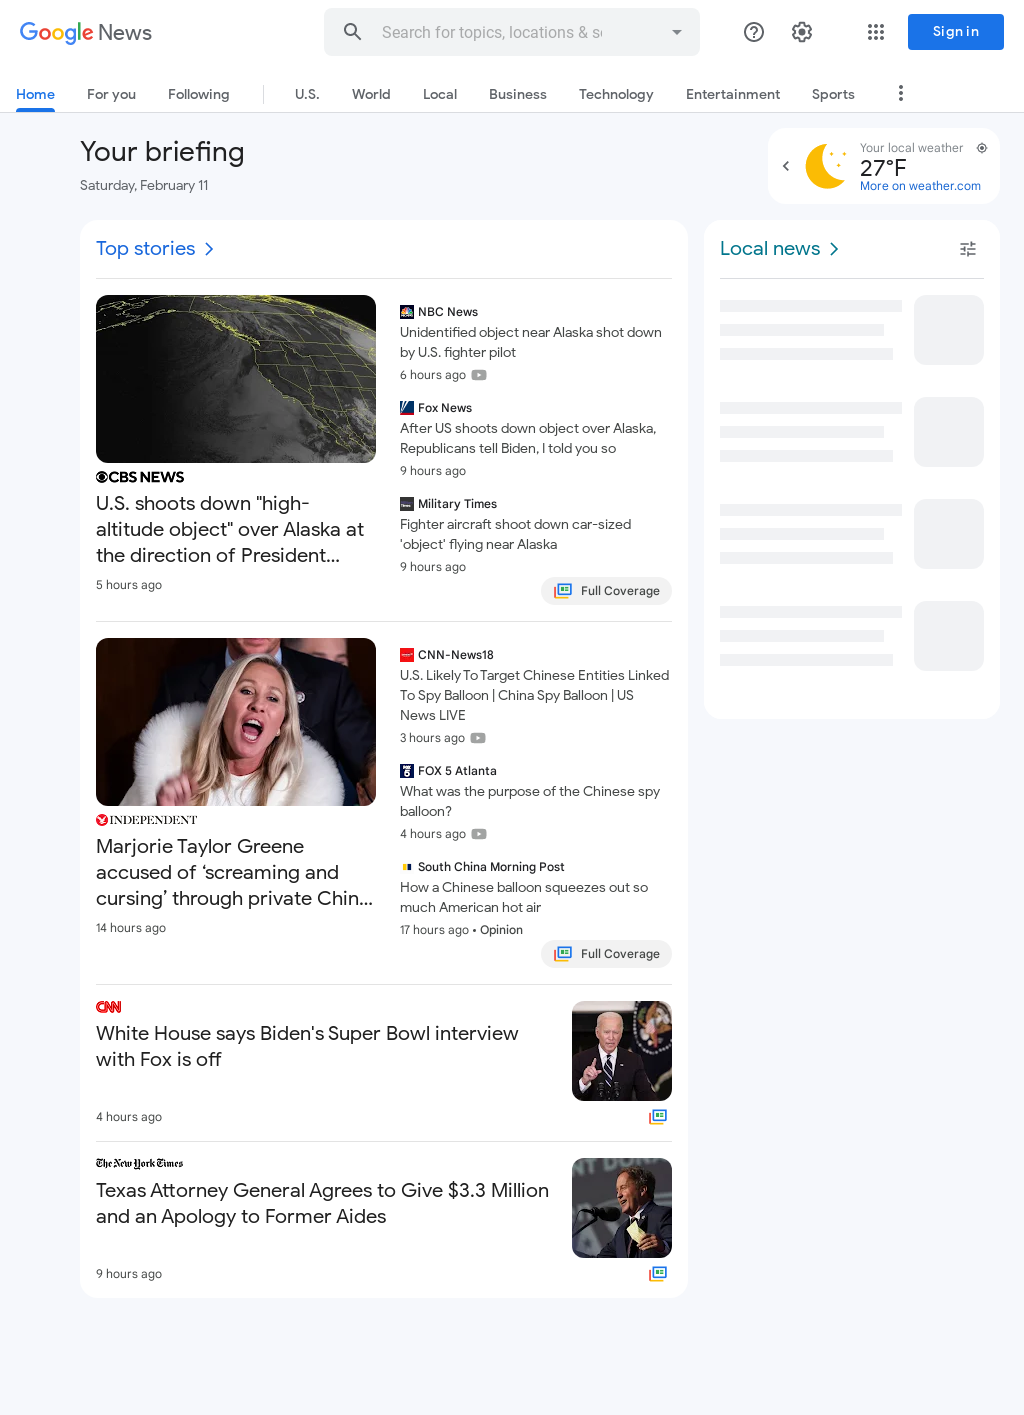 Google News
Search for topics, locations & so
Sign in
Home
For you
Following
U.S.
World
Local
Business
Technology
Entertainment
Sports
Your briefing
Saturday, February 11
Your local weather
27°F
More on weather.com
Top stories
CBS NEWS
U.S. shoots down "high-
altitude object" over Alaska at
the direction of President...
5 hours ago
NBC News
Unidentified object near Alaska shot down
by U.S. fighter pilot
6 hours ago
Fox News
After US shoots down object over Alaska,
Republicans tell Biden, I told you so
9 hours ago
Military Times
Fighter aircraft shoot down car-sized
'object' flying near Alaska
9 hours ago
Full Coverage
INDEPENDENT
Marjorie Taylor Greene
accused of ‘screaming and
cursing’ through private Chin...
14 hours ago
CNN-News18
U.S. Likely To Target Chinese Entities Linked
To Spy Balloon | China Spy Balloon | US
News LIVE
3 hours ago
FOX 5 Atlanta
What was the purpose of the Chinese spy
balloon?
4 hours ago
South China Morning Post
How a Chinese balloon squeezes out so
much American hot air
17 hours ago • Opinion
Full Coverage
CNN
White House says Biden's Super Bowl interview
with Fox is off
4 hours ago
The New York Times
Texas Attorney General Agrees to Give $3.3 Million
and an Apology to Former Aides
9 hours ago
Local news